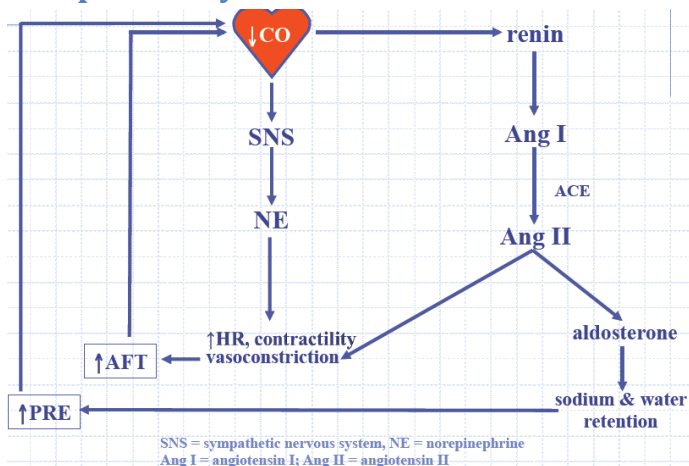 ↓CO
renin
SNS
Ang I
ACE
NE
Ang II
↑HR, contractility
vasoconstriction
aldosterone
↑AFT
sodium & water
retention
↑PRE
SNS = sympathetic nervous system, NE = norepinephrine
Ang I = angiotensin I; Ang II = angiotensin II